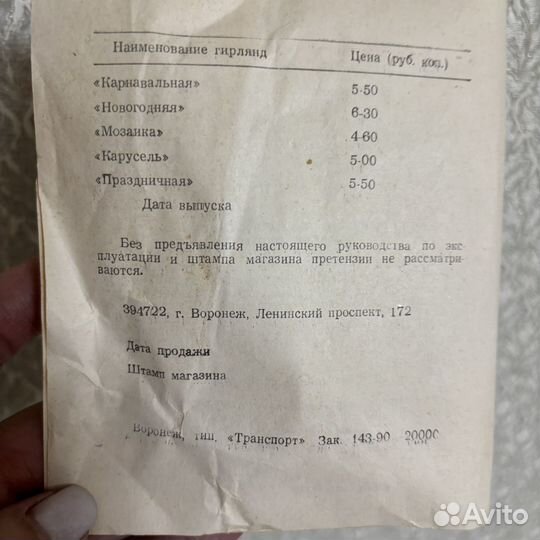 Наименование гирлянд Цена (руб. коп.)
«Карнавальная» 5-50
«Новогодняя» 6-30
«Мозаика» 4-60
«Карусель» 5-00
«Праздничная» 5-50
Дата выпуска
Без предъявления настоящего руководства по экс-
плуатации и штампа магазина претензии не рассматри-
ваются.
394722, г. Воронеж, Ленинский проспект, 172
Дата продажи
Штамп магазина
Воронеж, тип. «Транспорт» Зак. 143-90 20000
Avito